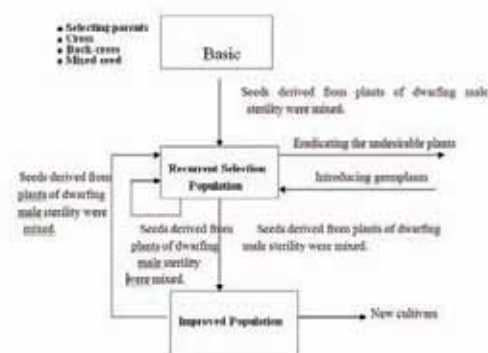 • Selecting parents
• Cross
• Back-cross
• Mixed seed
Basic
Seeds derived from plants of dwarfing male
sterility were mixed.
Eradicating the undesirable plants
Recurrent Selection
Population
Introducing germplasm
Seeds derived from
plants of dwarfing
male sterility were
mixed.
Seeds derived from
plants of dwarfing
male sterility
were mixed.
Seeds derived from plants of dwarfing
male sterility were mixed.
Improved Population
New cultivars